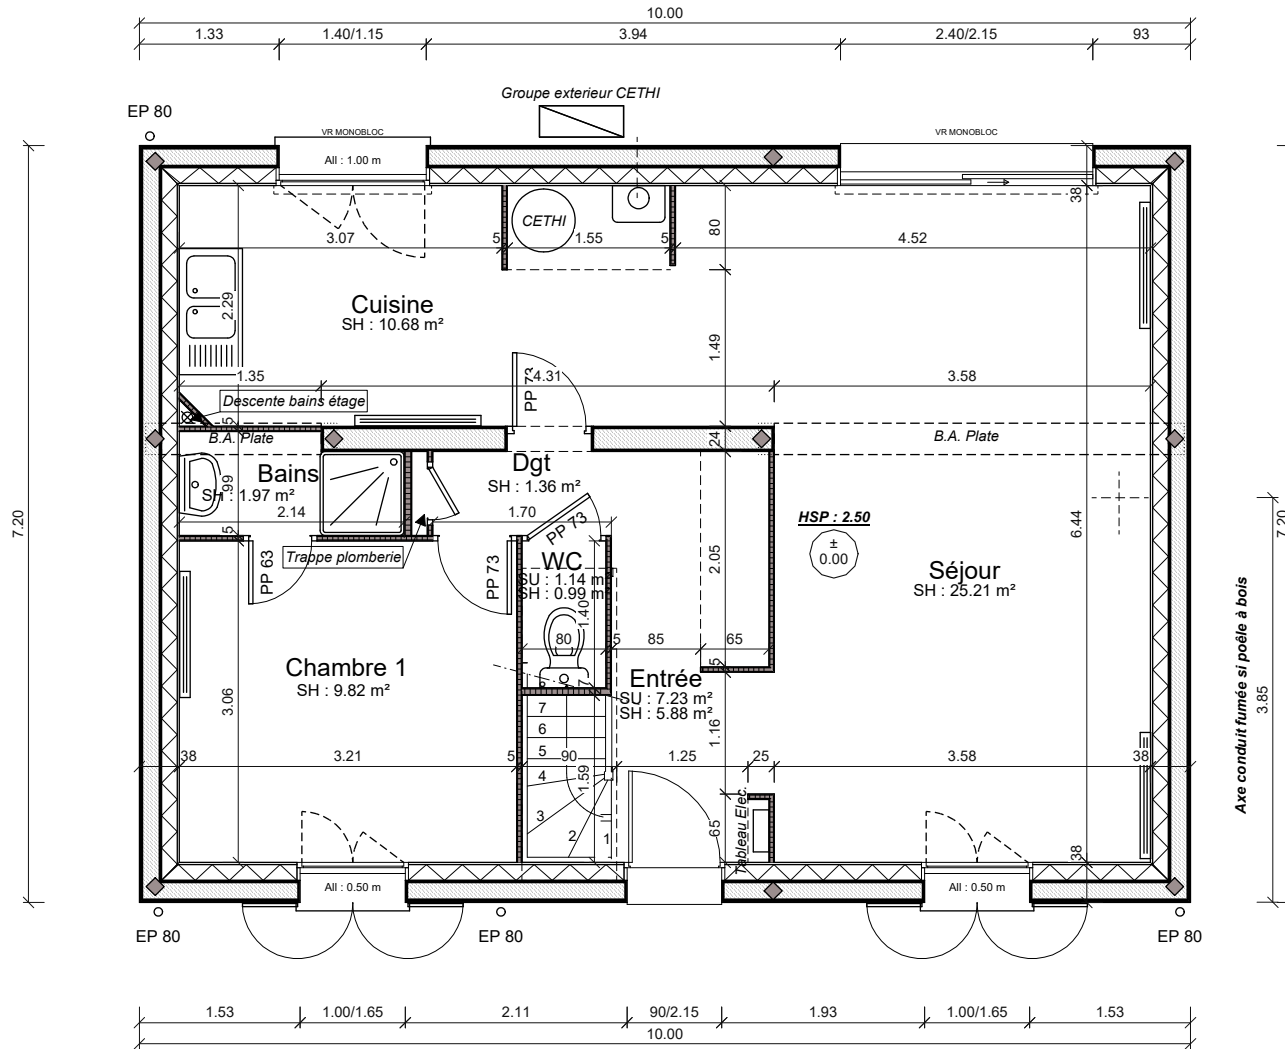 10.00
1.33
1.40/1.15
3.94
2.40/2.15
93
Groupe exterieur CETHI
EP 80
VR MONOBLOC
VR MONOBLOC
All : 1.00 m
38
CETHI
80
3.07
5
1.55
5
4.52
2.29
Cuisine
SH : 10.68 m²
1.49
1.35
4.31
3.58
PP 73
Descente bains étage
5
B.A. Plate
24
B.A. Plate
Bains
SH : 1.97 m²
.99
Dgt
SH : 1.36 m²
2.14
1.70
HSP : 2.50
±
0.00
7.20
6.44
7.20
5
PP 73
Trappe plomberie
PP 63
PP 73
WC
SU : 1.14 m²
SH : 0.99 m²
2.05
Séjour
SH : 25.21 m²
1.40
80
5
85
65
Chambre 1
SH : 9.82 m²
5
Entrée
SU : 7.23 m²
SH : 5.88 m²
3.06
8
7
7
6
5
4
3
2
1
1.16
3.85
Axe conduit fumée si poêle à bois
38
3.21
5
90
1.25
25
3.58
38
1.59
65
Tableau Elec.
38
All : 0.50 m
All : 0.50 m
EP 80
EP 80
EP 80
1.53
1.00/1.65
2.11
90/2.15
1.93
1.00/1.65
1.53
10.00